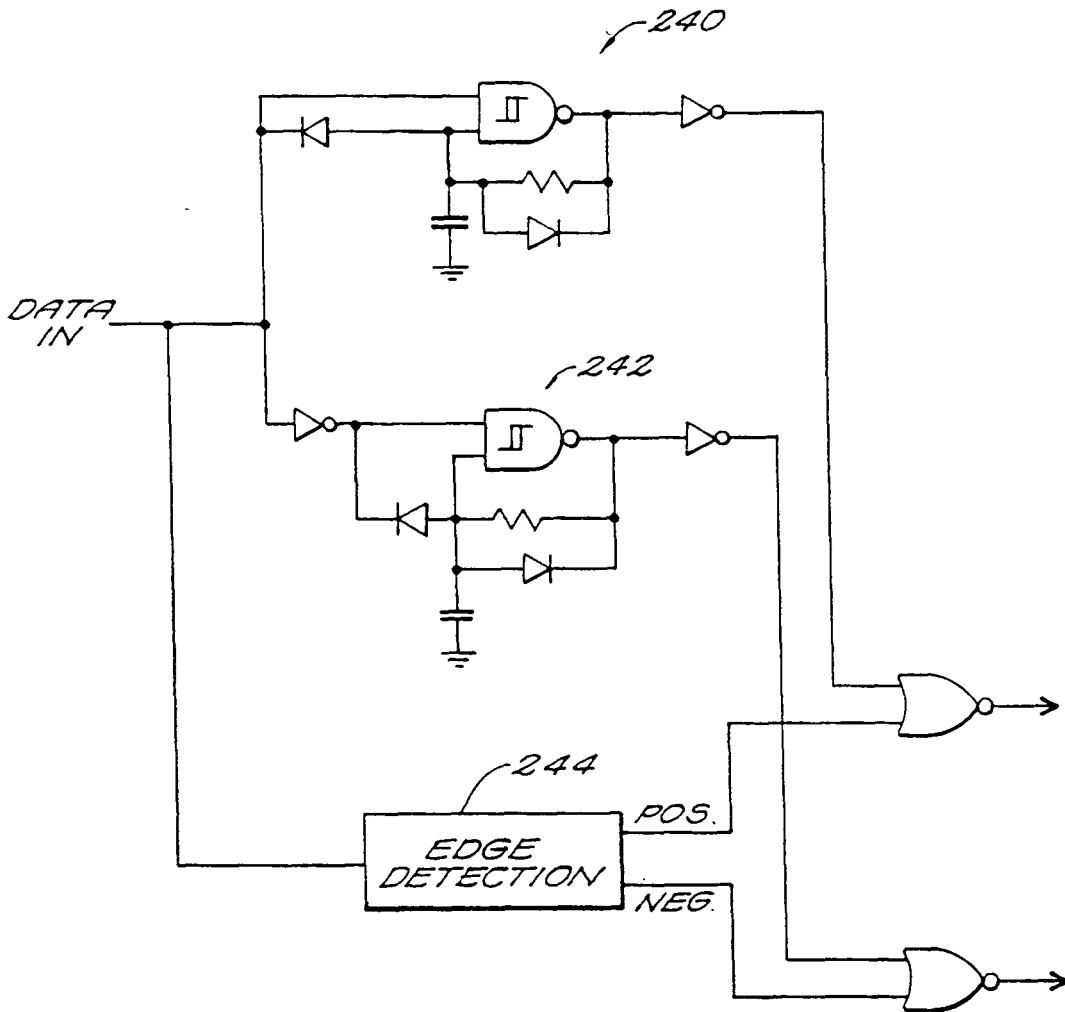 240
DATA
IN
242
244
POS.
EDGE
DETECTION
NEG.